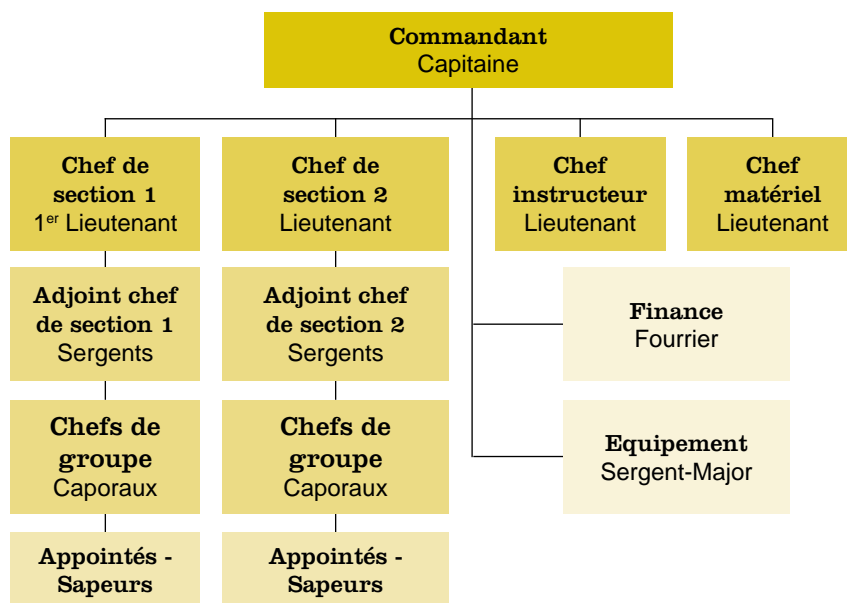 Commandant
Capitaine
Chef de
section 1
1er Lieutenant
Chef de
section 2
Lieutenant
Chef
instructeur
Lieutenant
Chef
matériel
Lieutenant
Adjoint chef
de section 1
Sergents
Adjoint chef
de section 2
Sergents
Finance
Fourrier
Chefs de
groupe
Caporaux
Chefs de
groupe
Caporaux
Equipement
Sergent-Major
Appointés -
Sapeurs
Appointés -
Sapeurs